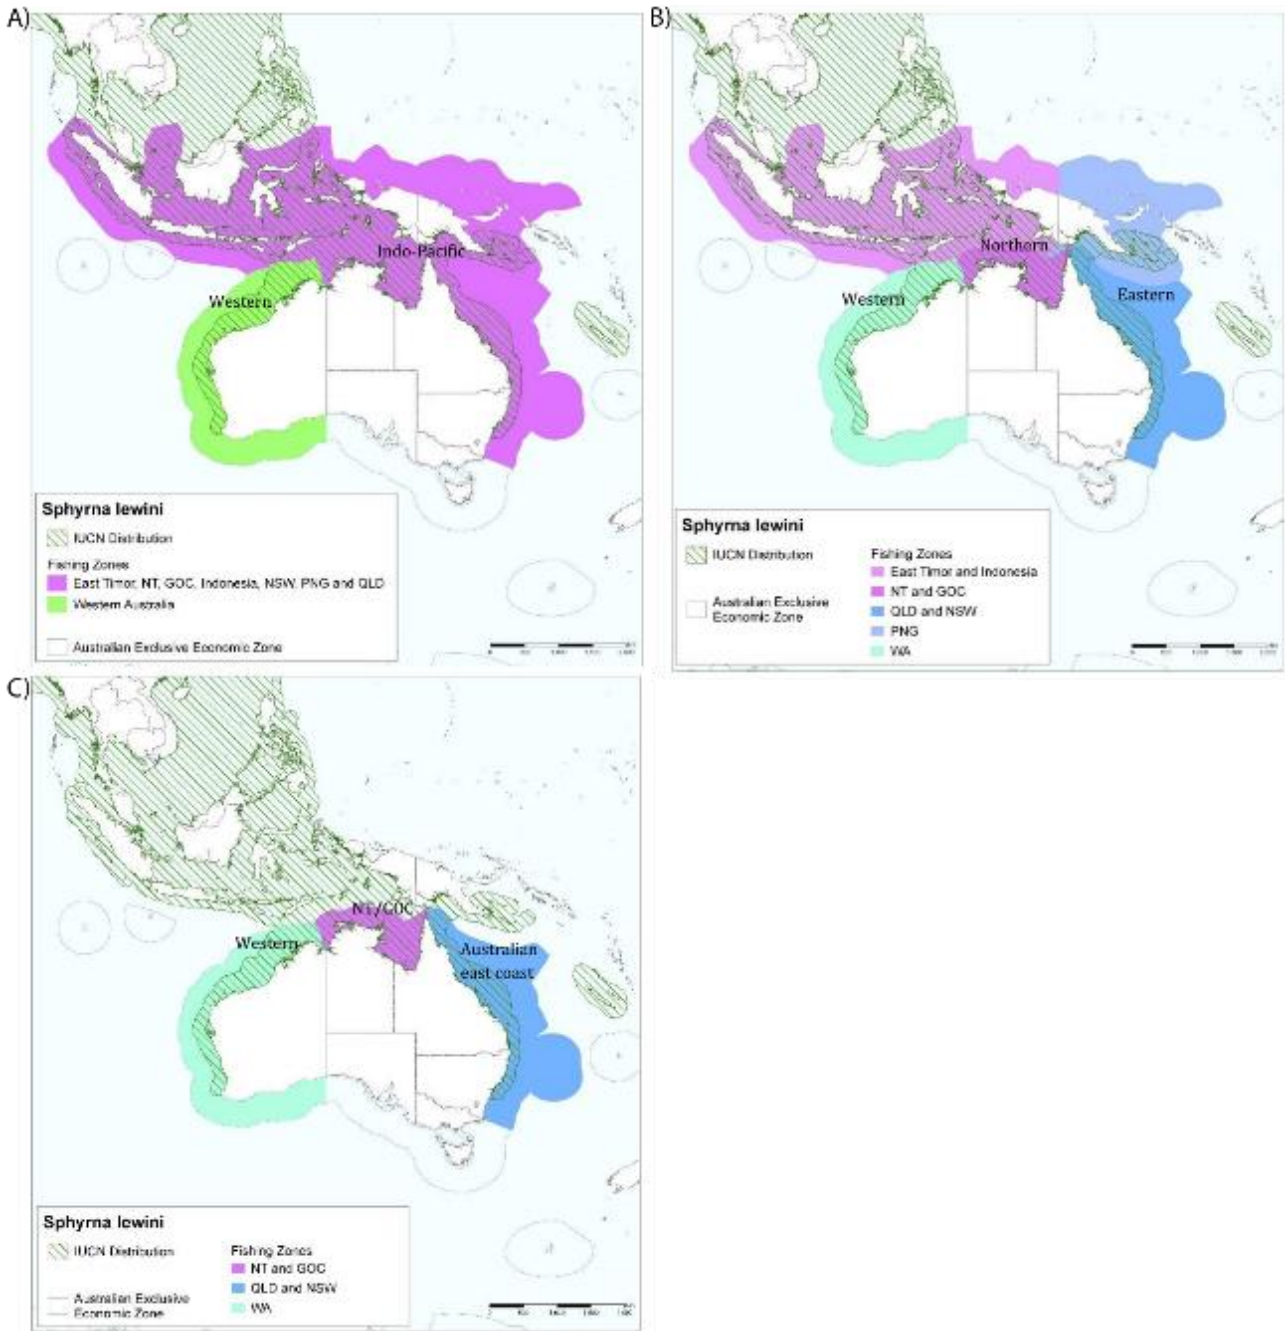 A)
Indo-Pacific
Western
Sphyrna lewini
IUCN Distribution
Fishing Zones
East Timor, NT, GOC, Indonesia, NSW, PNG and QLD
Western Australia
Australian Exclusive Economic Zone
B)
Northern
Western
Eastern
Sphyrna lewini
IUCN Distribution
Australian Exclusive
Economic Zone
Fishing Zones
East Timor and Indonesia
NT and GOC
QLD and NSW
PNG
WA
C)
NT/GOC
Western
Australian
east coast
Sphyrna lewini
IUCN Distribution
Australian Exclusive
Economic Zone
Fishing Zones
NT and GOC
QLD and NSW
WA